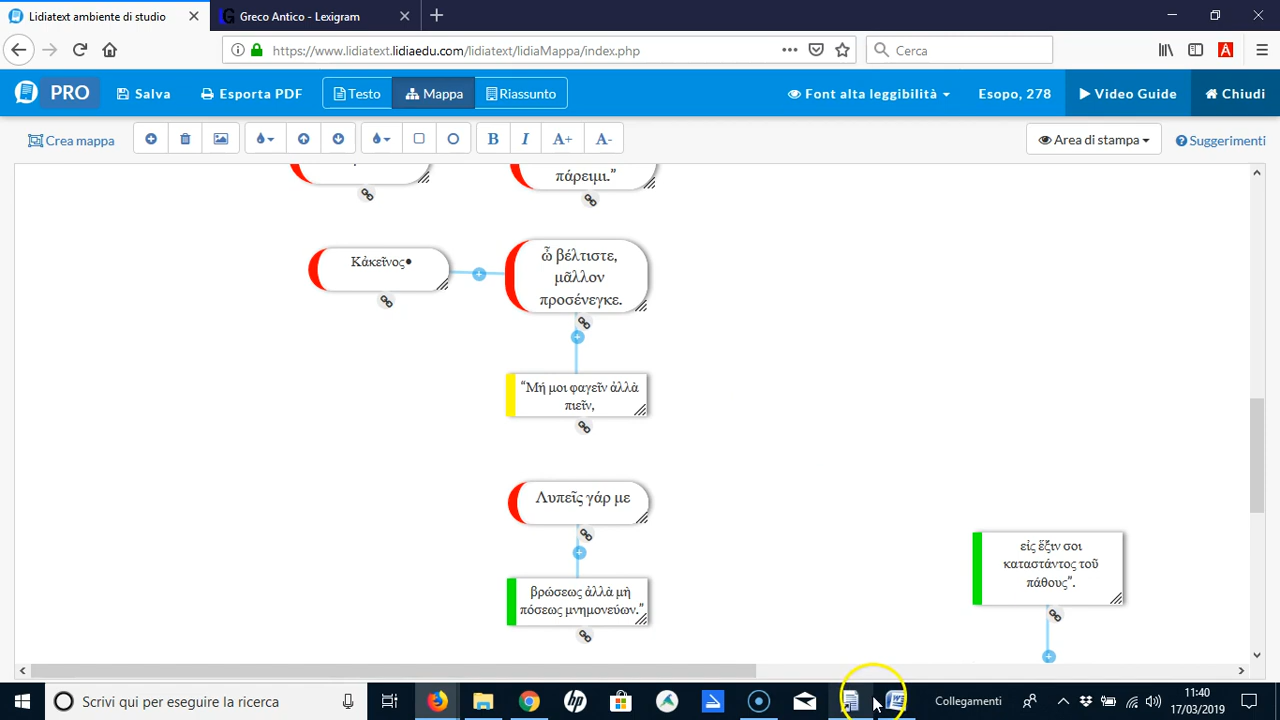 Lidiatext ambiente di studio
Greco Antico - Lexigram
https://www.lidiatext.lidiaedu.com/lidiatext/lidiaMappa/index.php
Cerca
PRO
Salva
Esporta PDF
Testo
Mappa
Riassunto
Font alta leggibilità
Esopo, 278
Video Guide
Chiudi
Crea mappa
B
I
A+
A-
Area di stampa
Suggerimenti
πάρειμι.”
Κἀκεῖνος•
ὦ βέλτιστε,
μᾶλλον
προσένεγκε.
“Μή μοι φαγεῖν ἀλλὰ
πιεῖν,
Λυπεῖς γάρ με
εἰς ἕξιν σοι
καταστάντος τοῦ
πάθους”.
βρώσεως ἀλλὰ μὴ
πόσεως μνημονεύων.”
Scrivi qui per eseguire la ricerca
Collegamenti
11:40
17/03/2019